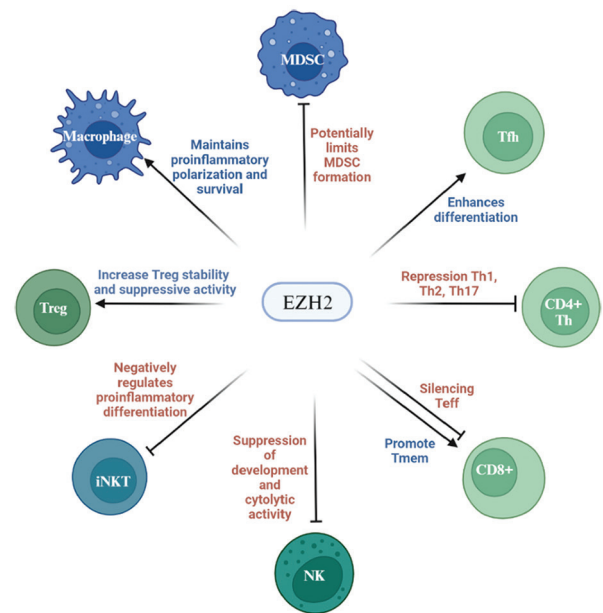 MDSC
Macrophage
Maintains
proinflammatory
polarization and
survival
Potentially
limits
MDSC
formation
Tfh
Enhances
differentiation
Treg
Increase Treg stability
and suppressive activity
EZH2
Repression Th1,
Th2, Th17
CD4+
Th
Negatively
regulates
proinflammatory
differentiation
iNKT
Suppression
of
development
and
cytolytic
activity
NK
Silencing
Teff
Promote
Tmem
CD8+